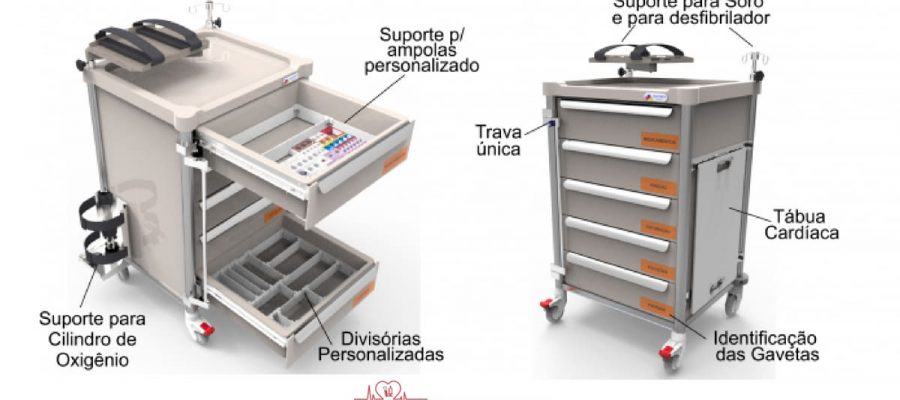 Suporte p/
ampolas
personalizado
Suporte para
Cilindro de
Oxigênio
Divisórias
Personalizadas
Suporte para Soro
e para desfibrilador
Trava
única
Tábua
Cardíaca
Identificação
das Gavetas